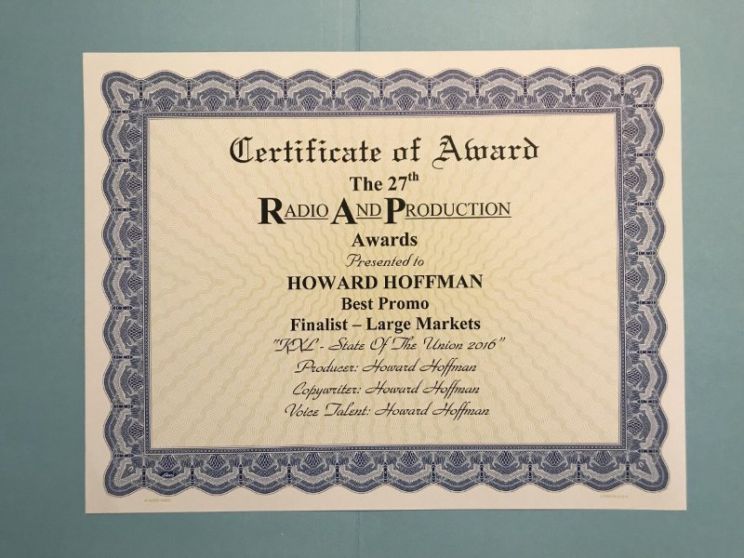 Certificate of Award
The 27th
RADIO AND PRODUCTION
Awards
Presented to
HOWARD HOFFMAN
Best Promo
Finalist – Large Markets
"KXL - State Of The Union 2016"
Producer: Howard Hoffman
Copywriter: Howard Hoffman
Voice Talent: Howard Hoffman